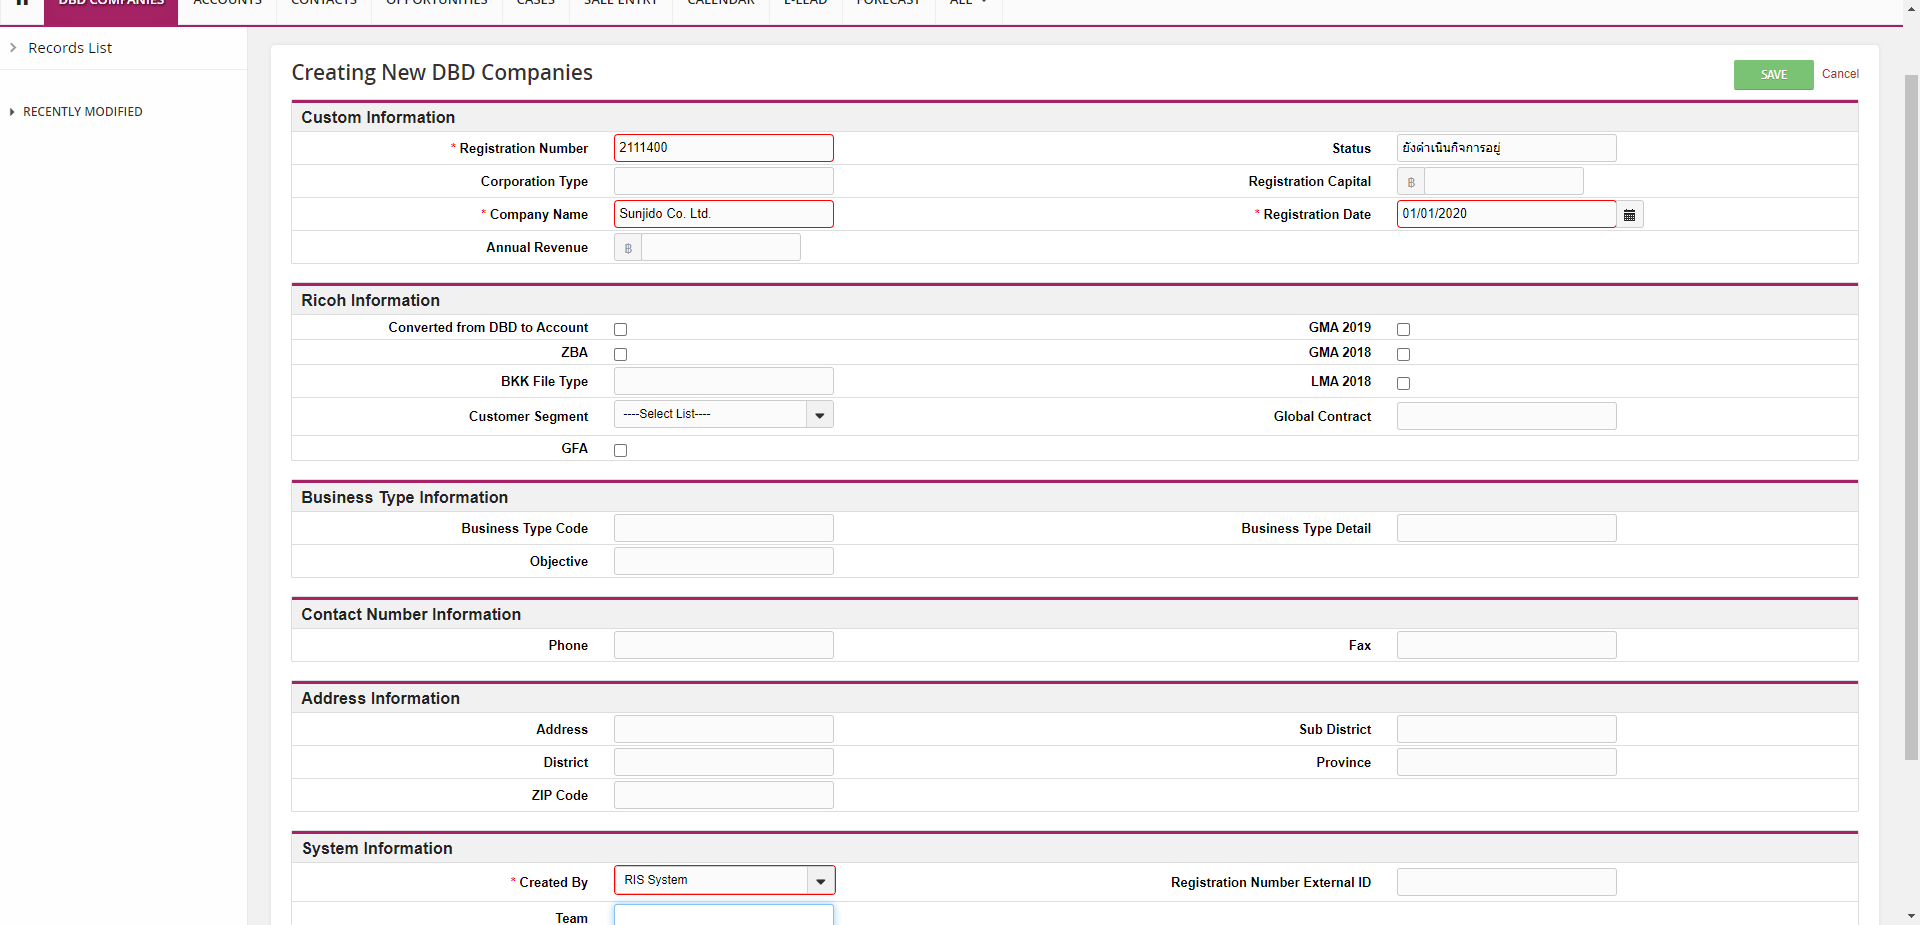 DBD COMPANIES ACCOUNTS CONTACTS OPPORTUNITIES CASES SALE ENTRY CALENDAR E-LEAD FORECAST ALL
Records List
RECENTLY MODIFIED
Creating New DBD Companies
SAVE Cancel
Custom Information
* Registration Number 2111400 Status ยังดำเนินกิจการอยู่
Corporation Type Registration Capital ฿
* Company Name Sunjido Co. Ltd. * Registration Date 01/01/2020
Annual Revenue ฿
Ricoh Information
Converted from DBD to Account GMA 2019
ZBA GMA 2018
BKK File Type LMA 2018
Customer Segment ----Select List---- Global Contract
GFA
Business Type Information
Business Type Code Business Type Detail
Objective
Contact Number Information
Phone Fax
Address Information
Address Sub District
District Province
ZIP Code
System Information
* Created By RIS System Registration Number External ID
Team